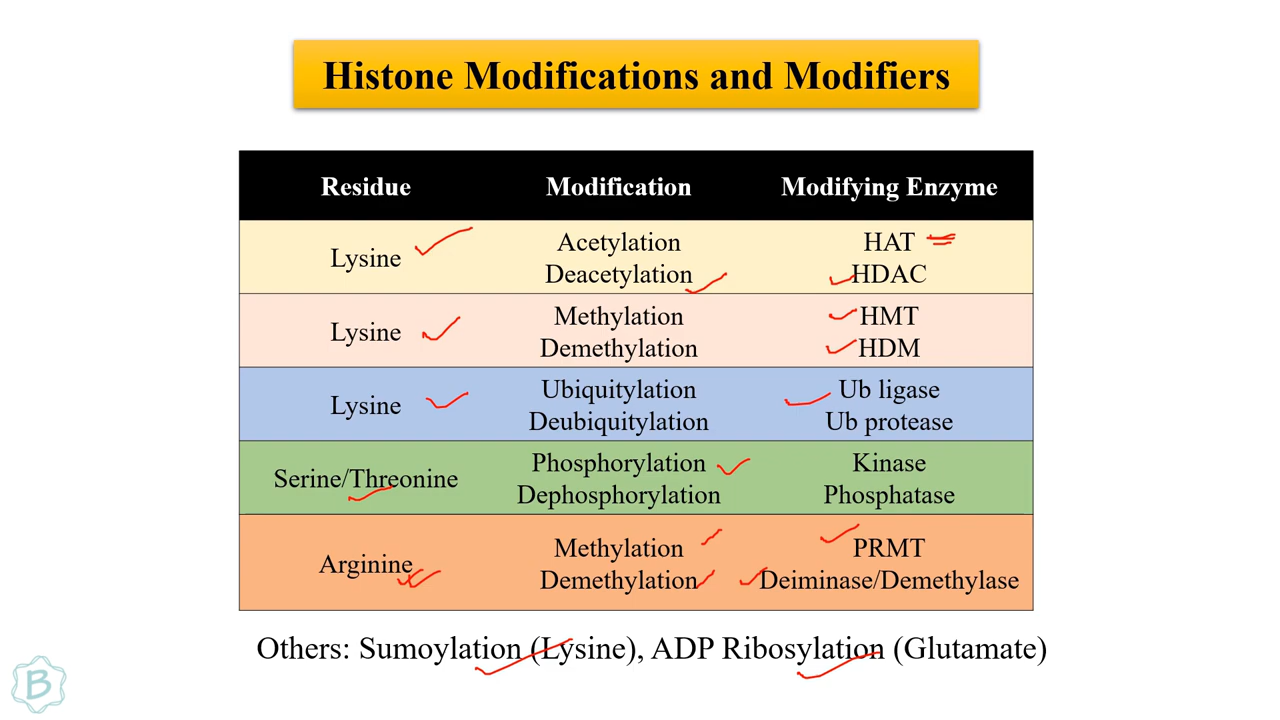 Histone Modifications and Modifiers
Residue Modification Modifying Enzyme
Lysine
Acetylation HAT
Deacetylation HDAC
Lysine
Methylation HMT
Demethylation HDM
Lysine
Ubiquitylation Ub ligase
Deubiquitylation Ub protease
Serine/Threonine
Phosphorylation Kinase
Dephosphorylation Phosphatase
Arginine
Methylation PRMT
Demethylation Deiminase/Demethylase
Others: Sumoylation (Lysine), ADP Ribosylation (Glutamate)
B